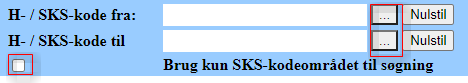 H- / SKS-kode fra: ... Nulstil
H- / SKS-kode til ... Nulstil
Brug kun SKS-kodeområdet til søgning